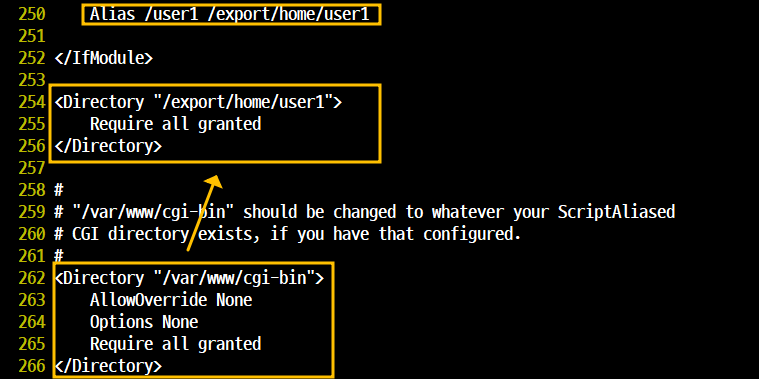 250     Alias /user1 /export/home/user1
251
252 </IfModule>
253
254 <Directory "/export/home/user1">
255     Require all granted
256 </Directory>
257
258 #
259 # "/var/www/cgi-bin" should be changed to whatever your ScriptAliased
260 # CGI directory exists, if you have that configured.
261 #
262 <Directory "/var/www/cgi-bin">
263     AllowOverride None
264     Options None
265     Require all granted
266 </Directory>